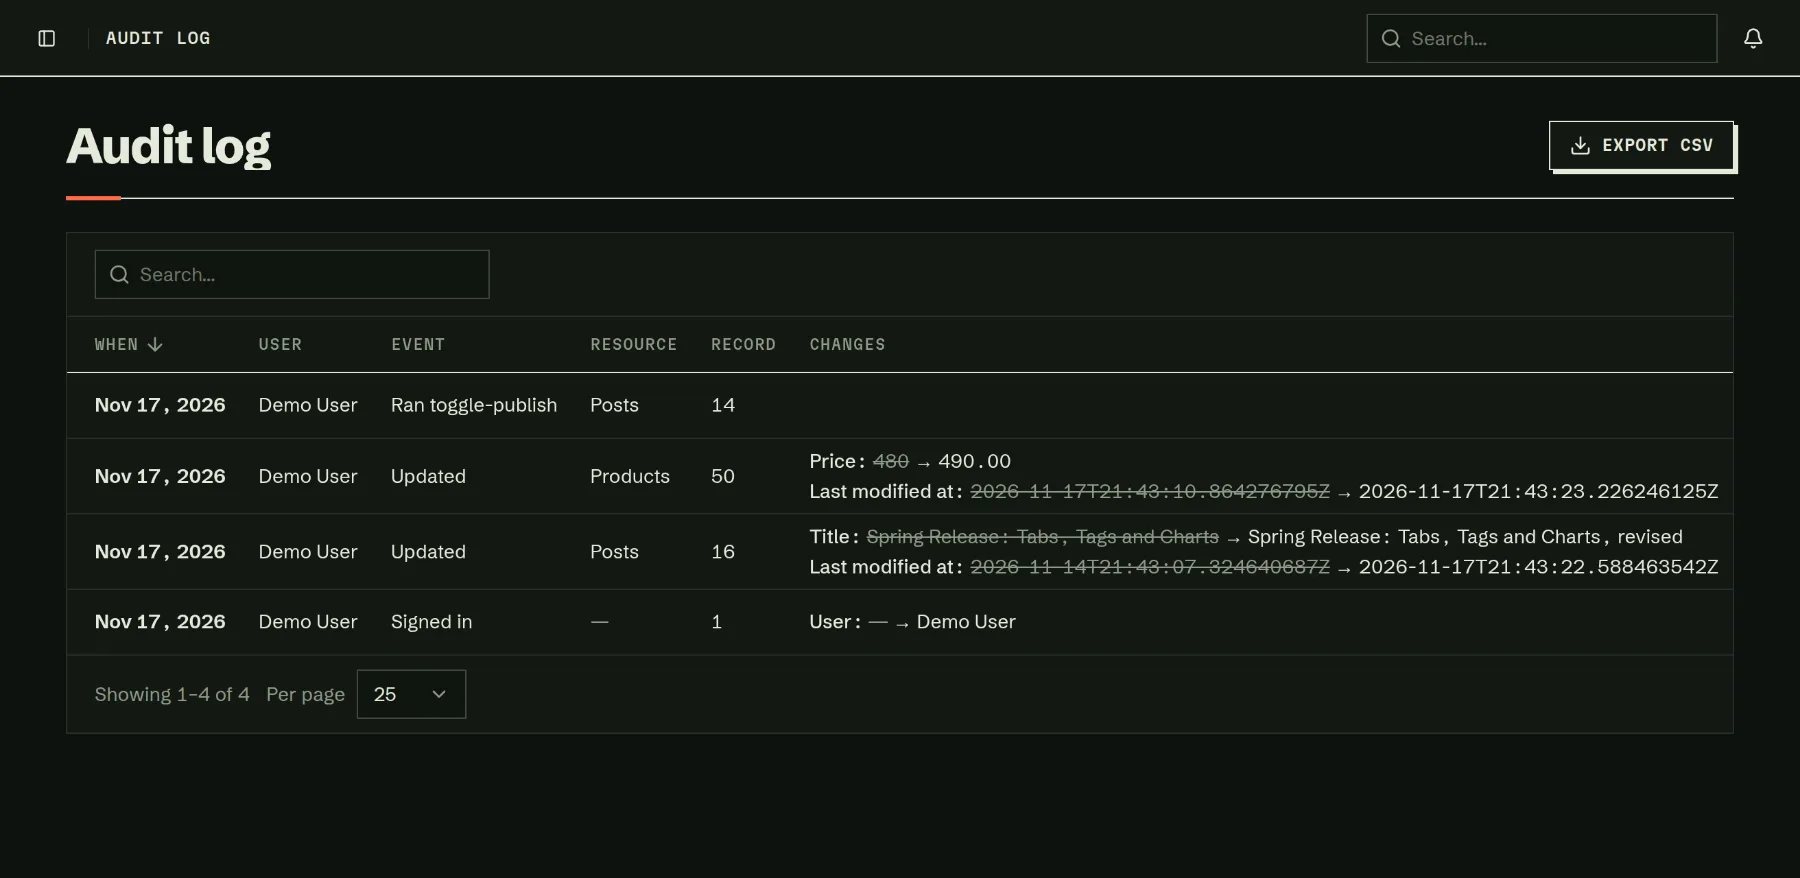 AUDIT LOG
Search...
Audit log
EXPORT CSV
Search...
WHEN USER EVENT RESOURCE RECORD CHANGES
Nov 17, 2026 Demo User Ran toggle-publish Posts 14
Nov 17, 2026 Demo User Updated Products 50
Price: 480 → 490.00
Last modified at: 2026-11-17T21:43:10.864276795Z → 2026-11-17T21:43:23.226246125Z
Nov 17, 2026 Demo User Updated Posts 16
Title: Spring Release: Tabs, Tags and Charts → Spring Release: Tabs, Tags and Charts, revised
Last modified at: 2026-11-14T21:43:07.324640687Z → 2026-11-17T21:43:22.588463542Z
Nov 17, 2026 Demo User Signed in — 1 User: — → Demo User
Showing 1–4 of 4 Per page 25